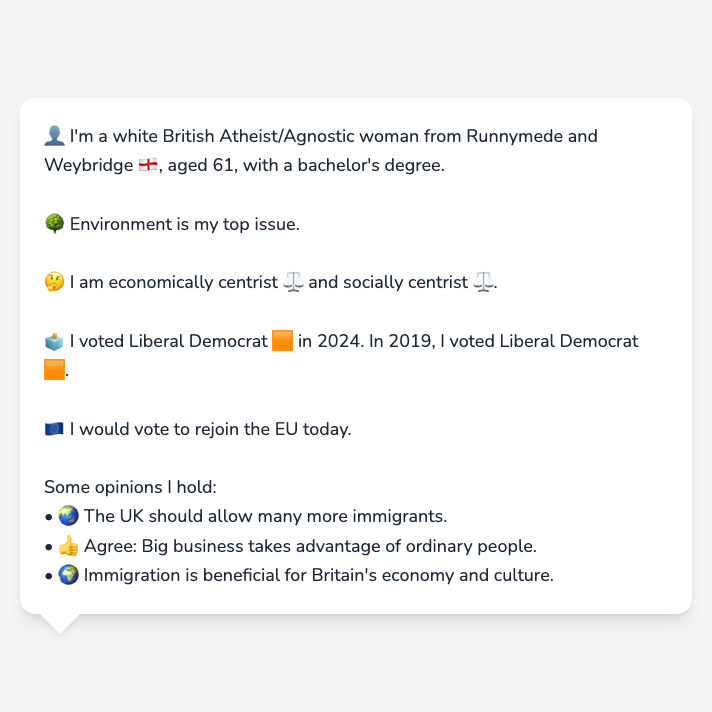 👤 I'm a white British Atheist/Agnostic woman from Runnymede and
Weybridge 🏴󠁧󠁢󠁥󠁮󠁧󠁿, aged 61, with a bachelor's degree.
🌳 Environment is my top issue.
🤔 I am economically centrist ⚖️ and socially centrist ⚖️.
🗳️ I voted Liberal Democrat 🟧 in 2024. In 2019, I voted Liberal Democrat
🟧.
🇪🇺 I would vote to rejoin the EU today.
Some opinions I hold:
• 🌏 The UK should allow many more immigrants.
• 👍 Agree: Big business takes advantage of ordinary people.
• 🌍 Immigration is beneficial for Britain's economy and culture.